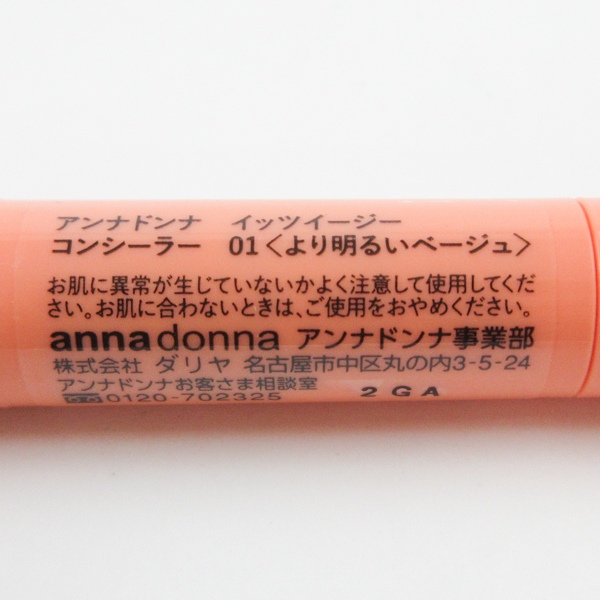 アンナドンナ　イッツイージー
コンシーラー　01〈より明るいベージュ〉
お肌に異常が生じていないかよく注意して使用してくだ
さい。お肌に合わないときは、ご使用をおやめください。
annadonna アンナドンナ事業部
株式会社 ダリヤ 名古屋市中区丸の内3-5-24
アンナドンナお客さま相談室
0120-702325 2GA